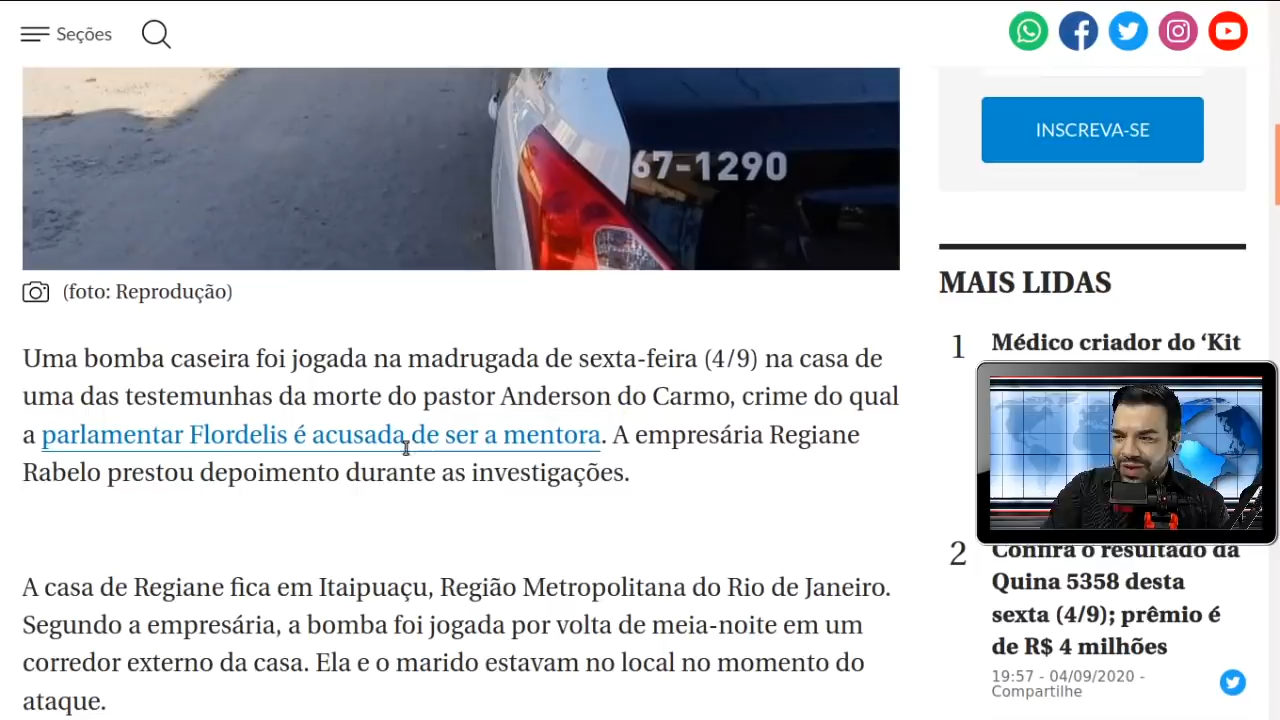 Seções
INSCREVA-SE
67-1290
(foto: Reprodução)
MAIS LIDAS
Uma bomba caseira foi jogada na madrugada de sexta-feira (4/9) na casa de
uma das testemunhas da morte do pastor Anderson do Carmo, crime do qual
a parlamentar Flordelis é acusada de ser a mentora. A empresária Regiane
Rabelo prestou depoimento durante as investigações.
A casa de Regiane fica em Itaipuaçu, Região Metropolitana do Rio de Janeiro.
Segundo a empresária, a bomba foi jogada por volta de meia-noite em um
corredor externo da casa. Ela e o marido estavam no local no momento do
ataque.
1
Médico criador do ‘Kit
2
Confira o resultado da
Quina 5358 desta
sexta (4/9); prêmio é
de R$ 4 milhões
19:57 - 04/09/2020 -
Compartilhe